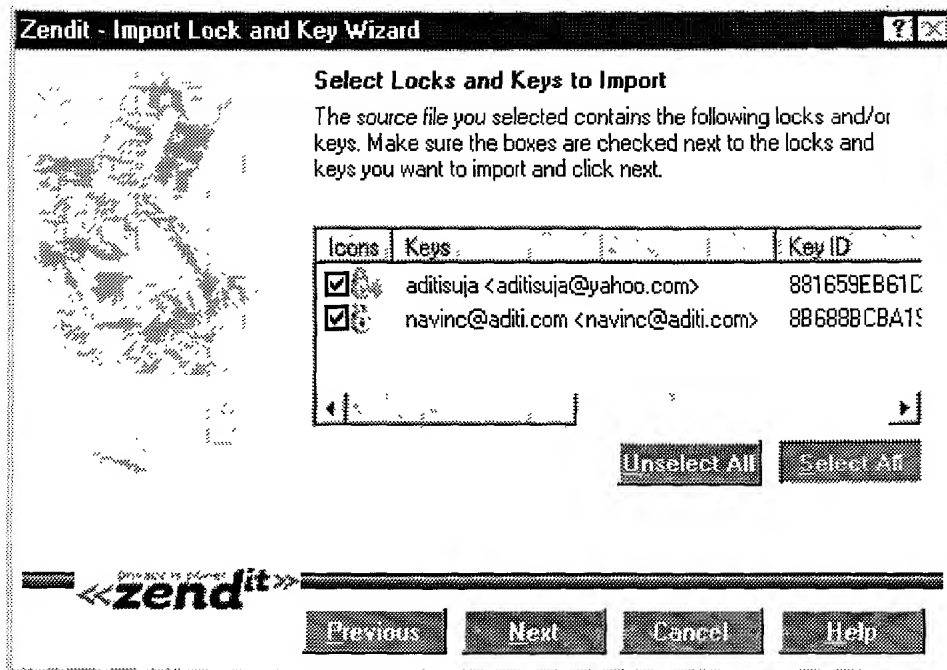 Zendit - Import Lock and Key Wizard
Select Locks and Keys to Import
The source file you selected contains the following locks and/or
keys. Make sure the boxes are checked next to the locks and
keys you want to import and click next.
Icons Keys Key ID
aditisuja <aditisuja@yahoo.com> 881659EB61D
navinc@aditi.com <navinc@aditi.com> 8B688BCBA19
Unselect All Select All
«zendit»
Previous Next Cancel Help